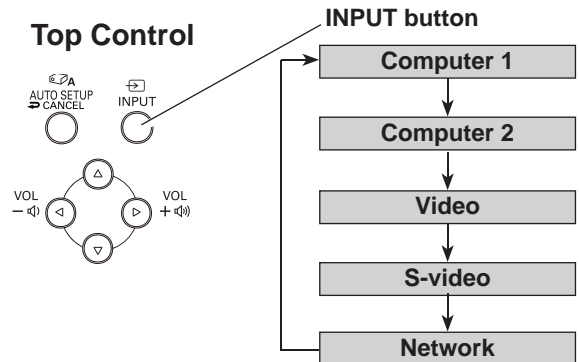 Top Control
INPUT button
A
AUTO SETUP
CANCEL
INPUT
VOL
–
VOL
+
Computer 1
Computer 2
Video
S-video
Network